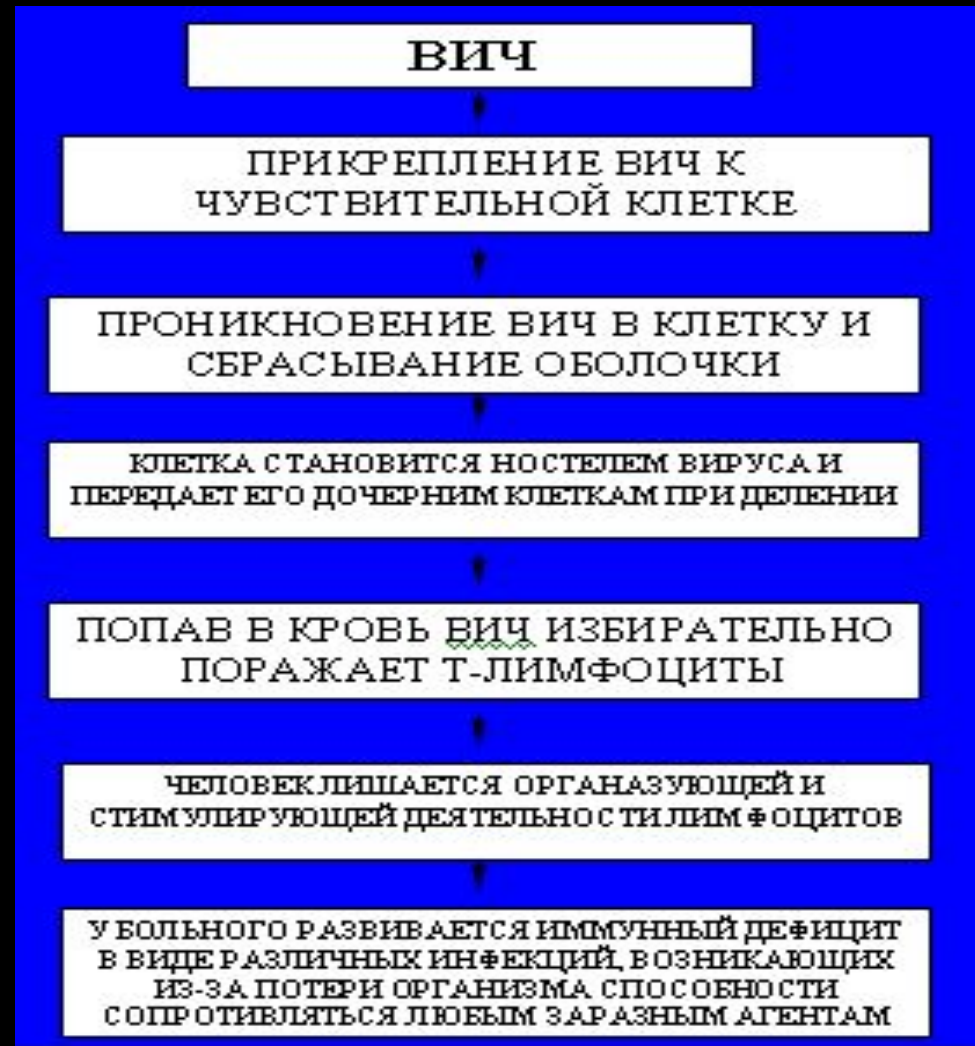 ВИЧ
ПРИКРЕПЛЕНИЕ ВИЧ К
ЧУВСТВИТЕЛЬНОЙ КЛЕТКЕ
ПРОНИКНОВЕНИЕ ВИЧ В КЛЕТКУ И
СБРАСЫВАНИЕ ОБОЛОЧКИ
КЛЕТКА СТАНОВИТСЯ НОСТЕЛЕМ ВИРУСА И
ПЕРЕДАЕТ ЕГО ДОЧЕРНИМ КЛЕТКАМ ПРИ ДЕЛЕНИИ
ПОПАВ В КРОВЬ ВИЧ ИЗБИРАТЕЛЬНО
ПОРАЖАЕТ Т-ЛИМФОЦИТЫ
ЧЕЛОВЕК ЛИШАЕТСЯ ОРГАНАЗУЮЩЕЙ И
СТИМУЛИРУЮЩЕЙ ДЕЯТЕЛЬНОСТИ ЛИМФОЦИТОВ
У БОЛЬНОГО РАЗВИВАЕТСЯ ИММУННЫЙ ДЕФИЦИТ
В ВИДЕ РАЗЛИЧНЫХ ИНФЕКЦИЙ, ВОЗНИКАЮЩИХ
ИЗ-ЗА ПОТЕРИ ОРГАНИЗМА СПОСОБНОСТИ
СОПРОТИВЛЯТЬСЯ ЛЮБЫМ ЗАРАЗНЫМ АГЕНТАМ